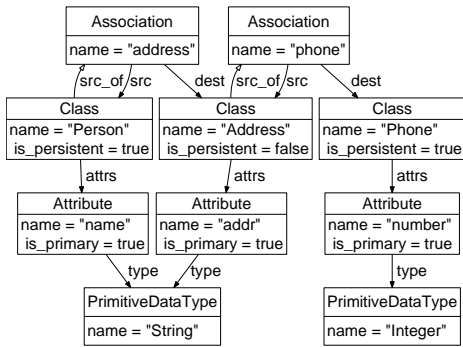 Association
Association
name = "address"
name = "phone"
src_of
src
dest
src_of
src
dest
Class
Class
Class
name = "Person"
is_persistent = true
name = "Address"
is_persistent = false
name = "Phone"
is_persistent = true
attrs
attrs
attrs
Attribute
Attribute
Attribute
name = "name"
is_primary = true
name = "addr"
is_primary = true
name = "number"
is_primary = true
type
type
type
PrimitiveDataType
PrimitiveDataType
name = "String"
name = "Integer"